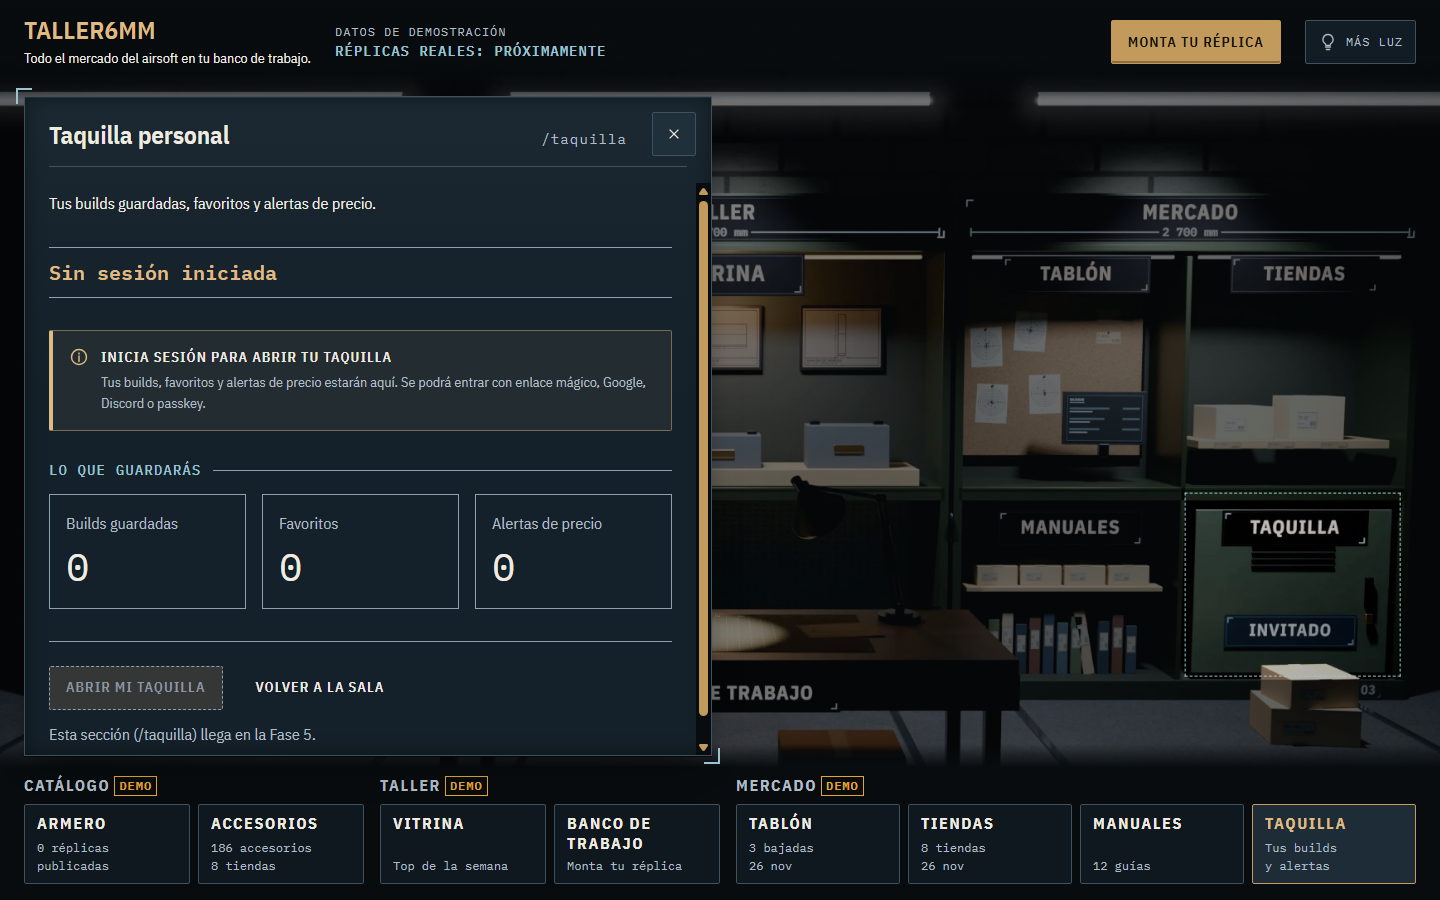 TALLER6MM
Todo el mercado del airsoft en tu banco de trabajo.
DATOS DE DEMOSTRACIÓN
RÉPLICAS REALES: PRÓXIMAMENTE
MONTA TU RÉPLICA
MÁS LUZ
Taquilla personal
/taquilla
Tus builds guardadas, favoritos y alertas de precio.
Sin sesión iniciada
INICIA SESIÓN PARA ABRIR TU TAQUILLA
Tus builds, favoritos y alertas de precio estarán aquí. Se podrá entrar con enlace mágico, Google,
Discord o passkey.
LO QUE GUARDARÁS
Builds guardadas
0
Favoritos
0
Alertas de precio
0
ABRIR MI TAQUILLA
VOLVER A LA SALA
Esta sección (/taquilla) llega en la Fase 5.
LLER
00 mm
RINA
E TRABAJO
MERCADO
2 700 mm
TABLÓN
TIENDAS
MANUALES
TAQUILLA
INVITADO
03
CATÁLOGO DEMO
ARMERO
0 réplicas
publicadas
ACCESORIOS
186 accesorios
8 tiendas
TALLER DEMO
VITRINA
Top de la semana
BANCO DE
TRABAJO
Monta tu réplica
MERCADO DEMO
TABLÓN
3 bajadas
26 nov
TIENDAS
8 tiendas
26 nov
MANUALES
12 guías
TAQUILLA
Tus builds
y alertas